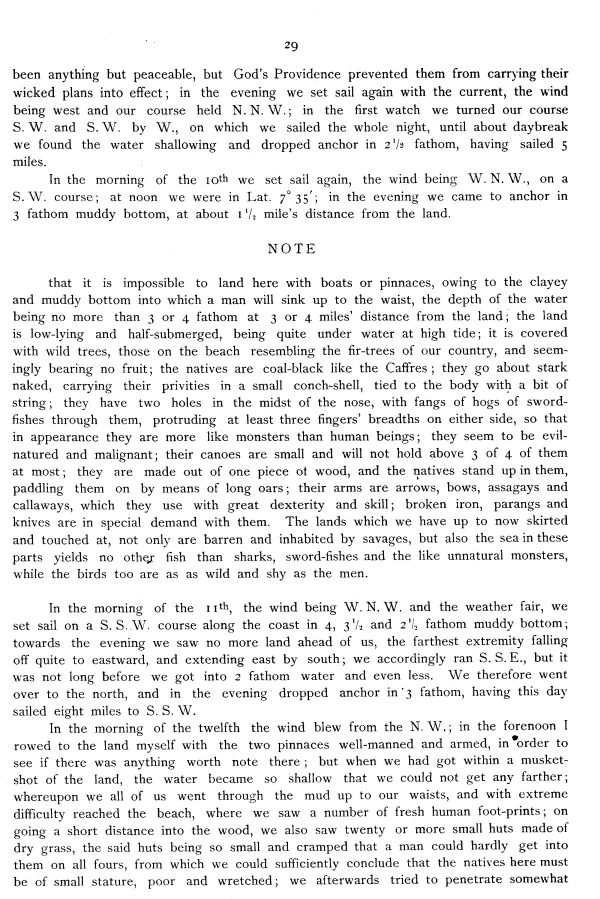 29
been anything but peaceable, but God's Providence prevented them from carrying their
wicked plans into effect; in the evening we set sail again with the current, the wind
being west and our course held N. N. W.; in the first watch we turned our course
S. W. and S. W. by W., on which we sailed the whole night, until about daybreak
we found the water shallowing and dropped anchor in 2 1/2 fathom, having sailed 5
miles.
In the morning of the 10th we set sail again, the wind being W. N. W., on a
S. W. course; at noon we were in Lat. 7° 35′; in the evening we came to anchor in
3 fathom muddy bottom, at about 1 1/2 mile's distance from the land.
NOTE
that it is impossible to land here with boats or pinnaces, owing to the clayey
and muddy bottom into which a man will sink up to the waist, the depth of the water
being no more than 3 or 4 fathom at 3 or 4 miles' distance from the land; the land
is low-lying and half-submerged, being quite under water at high tide; it is covered
with wild trees, those on the beach resembling the fir-trees of our country, and seem-
ingly bearing no fruit; the natives are coal-black like the Caffres; they go about stark
naked, carrying their privities in a small conch-shell, tied to the body with a bit of
string; they have two holes in the midst of the nose, with fangs of hogs of sword-
fishes through them, protruding at least three fingers' breadths on either side, so that
in appearance they are more like monsters than human beings; they seem to be evil-
natured and malignant; their canoes are small and will not hold above 3 of 4 of them
at most; they are made out of one piece ot wood, and the natives stand up in them,
paddling them on by means of long oars; their arms are arrows, bows, assagays and
callaways, which they use with great dexterity and skill; broken iron, parangs and
knives are in special demand with them. The lands which we have up to now skirted
and touched at, not only are barren and inhabited by savages, but also the sea in these
parts yields no other fish than sharks, sword-fishes and the like unnatural monsters,
while the birds too are as as wild and shy as the men.
In the morning of the 11th, the wind being W. N. W. and the weather fair, we
set sail on a S. S. W. course along the coast in 4, 3 1/2 and 2 1/2 fathom muddy bottom;
towards the evening we saw no more land ahead of us, the farthest extremity falling
off quite to eastward, and extending east by south; we accordingly ran S. S. E., but it
was not long before we got into 2 fathom water and even less. We therefore went
over to the north, and in the evening dropped anchor in 3 fathom, having this day
sailed eight miles to S. S. W.
In the morning of the twelfth the wind blew from the N. W.; in the forenoon I
rowed to the land myself with the two pinnaces well-manned and armed, in order to
see if there was anything worth note there; but when we had got within a musket-
shot of the land, the water became so shallow that we could not get any farther;
whereupon we all of us went through the mud up to our waists, and with extreme
difficulty reached the beach, where we saw a number of fresh human foot-prints; on
going a short distance into the wood, we also saw twenty or more small huts made of
dry grass, the said huts being so small and cramped that a man could hardly get into
them on all fours, from which we could sufficiently conclude that the natives here must
be of small stature, poor and wretched; we afterwards tried to penetrate somewhat